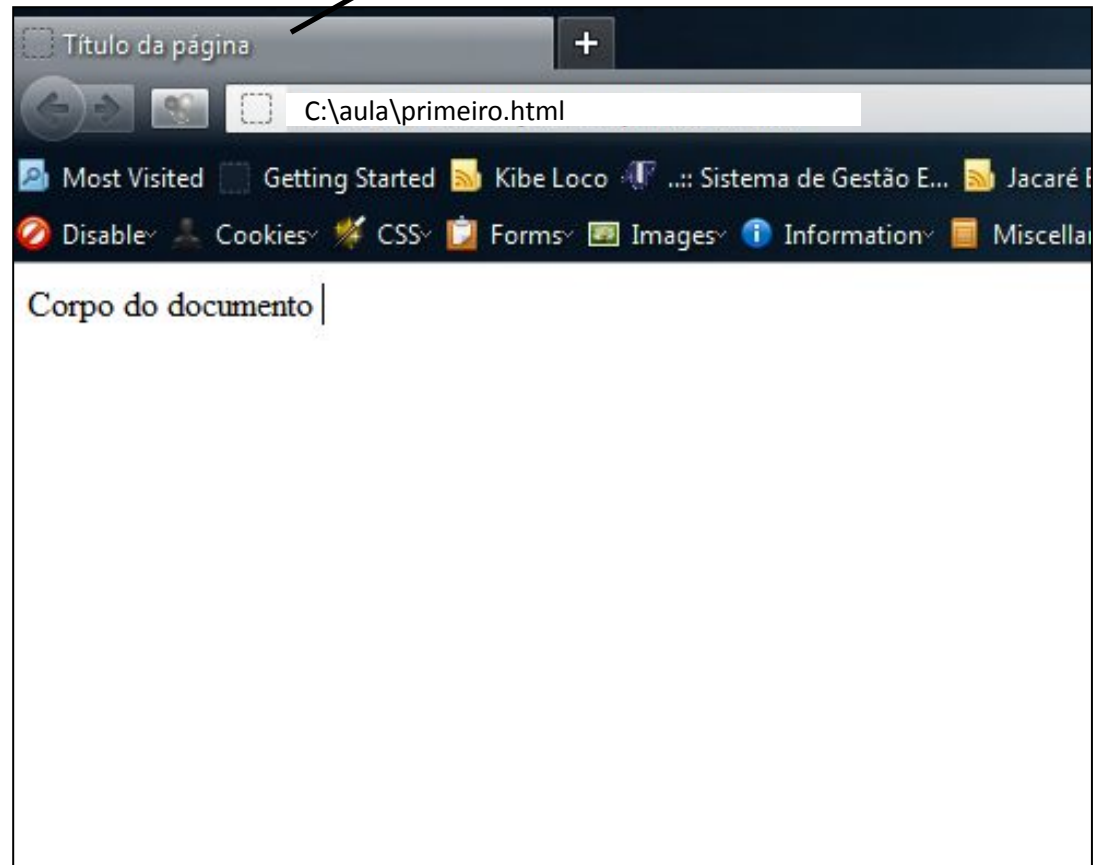 Título da página
C:\aula\primeiro.html
Most Visited Getting Started Kibe Loco ..:: Sistema de Gestão E... Jacaré
Disable Cookies CSS Forms Images Information
Corpo do documento